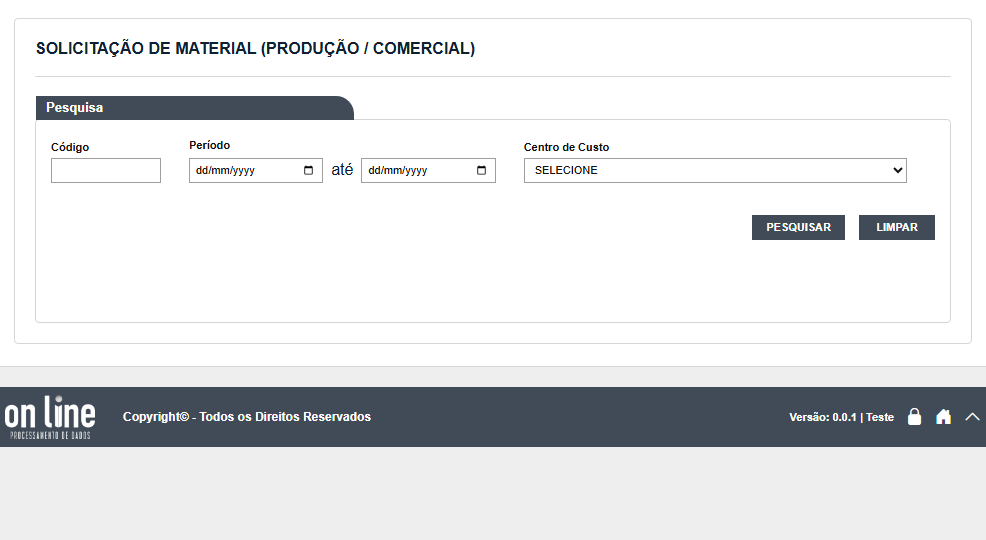 SOLICITAÇÃO DE MATERIAL (PRODUÇÃO / COMERCIAL)
Pesquisa
Código
Período
Centro de Custo
dd/mm/yyyy até dd/mm/yyyy
SELECIONE
PESQUISAR
LIMPAR
on line
PROCESSAMENTO DE DADOS
Copyright© - Todos os Direitos Reservados
Versão: 0.0.1 | Teste